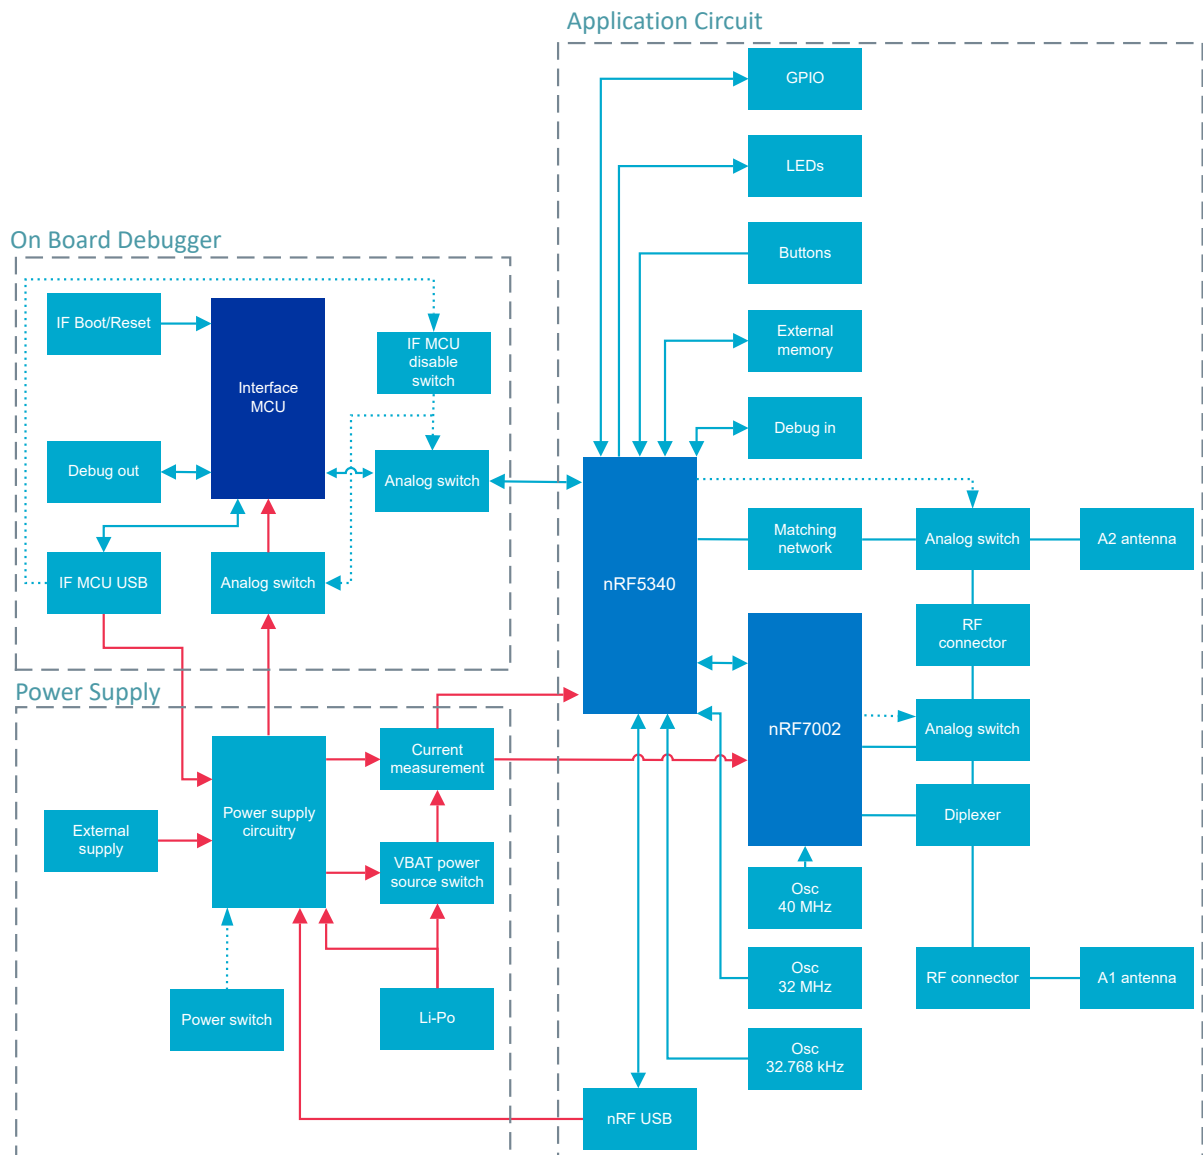 Application Circuit
GPIO
LEDs
Buttons
External
memory
Debug in
On Board Debugger
IF Boot/Reset
Interface
MCU
IF MCU
disable
switch
Debug out
Analog switch
IF MCU USB
Analog switch
nRF5340
Matching
network
Analog switch
A2 antenna
RF
connector
nRF7002
Analog switch
Diplexer
Osc
40 MHz
Osc
32 MHz
RF connector
A1 antenna
Osc
32.768 kHz
nRF USB
Power Supply
Current
measurement
Power supply
circuitry
External
supply
VBAT power
source switch
Power switch
Li-Po